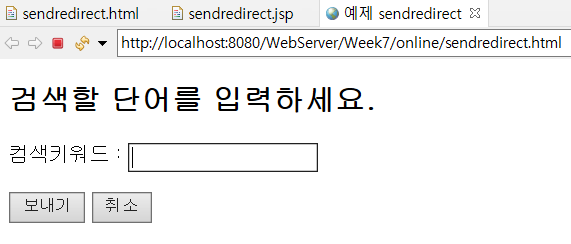 sendredirect.html sendredirect.jsp 예제 sendredirect
http://localhost:8080/WebServer/Week7/online/sendredirect.html
검색할 단어를 입력하세요.
컴색키워드 :
보내기 취소